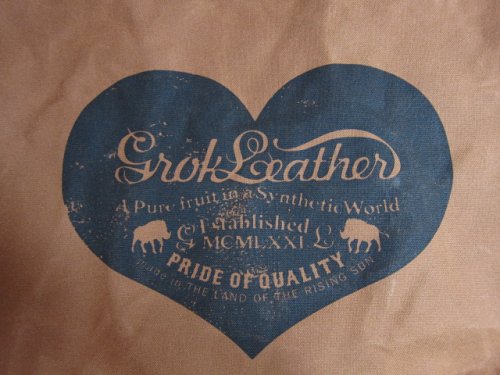 Grok Leather
A Pure fruit in a Synthetic World
Established
G MCMLXXI L
PRIDE OF QUALITY
Made in THE LAND OF THE RISING SUN